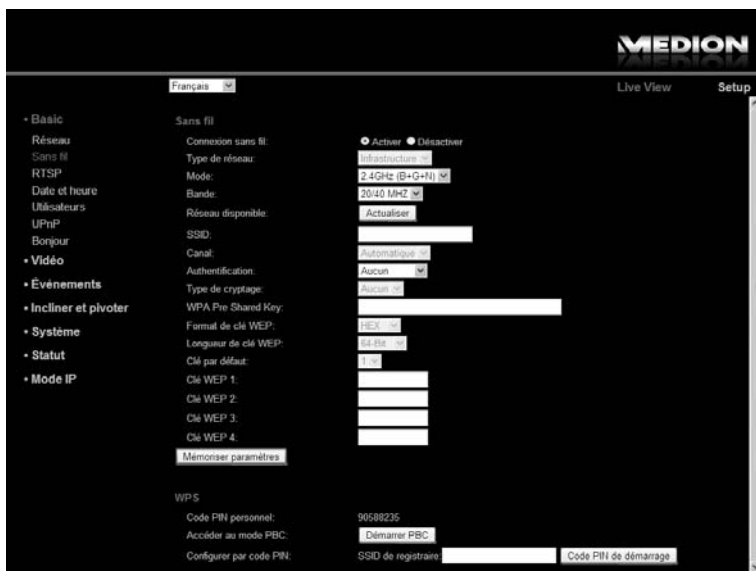 MEDION
Français
Live View
Setup
Basic
Réseau
Sans fil
RTSP
Date et heure
Utilisateurs
UPnP
Bonjour
Vidéo
Événements
Incliner et pivoter
Système
Statut
Mode IP
Sans fil
Connexion sans fil: Activer Désactiver
Type de réseau: Infrastructure
Mode: 2.4GHz (B+G+N)
Bande: 20/40 MHZ
Réseau disponible: Actualiser
SSID:
Canal: Automatique
Authentification: Aucun
Type de cryptage: Aucun
WPA Pre Shared Key:
Format de clé WEP: HEX
Longueur de clé WEP: 64-Bit
Clé par défaut: 1
Clé WEP 1:
Clé WEP 2:
Clé WEP 3:
Clé WEP 4:
Mémoriser paramètres
WPS
Code PIN personnel: 90588235
Accéder au mode PBC: Démarrer PBC
Configurer par code PIN: SSID de registraire: Code PIN de démarrage